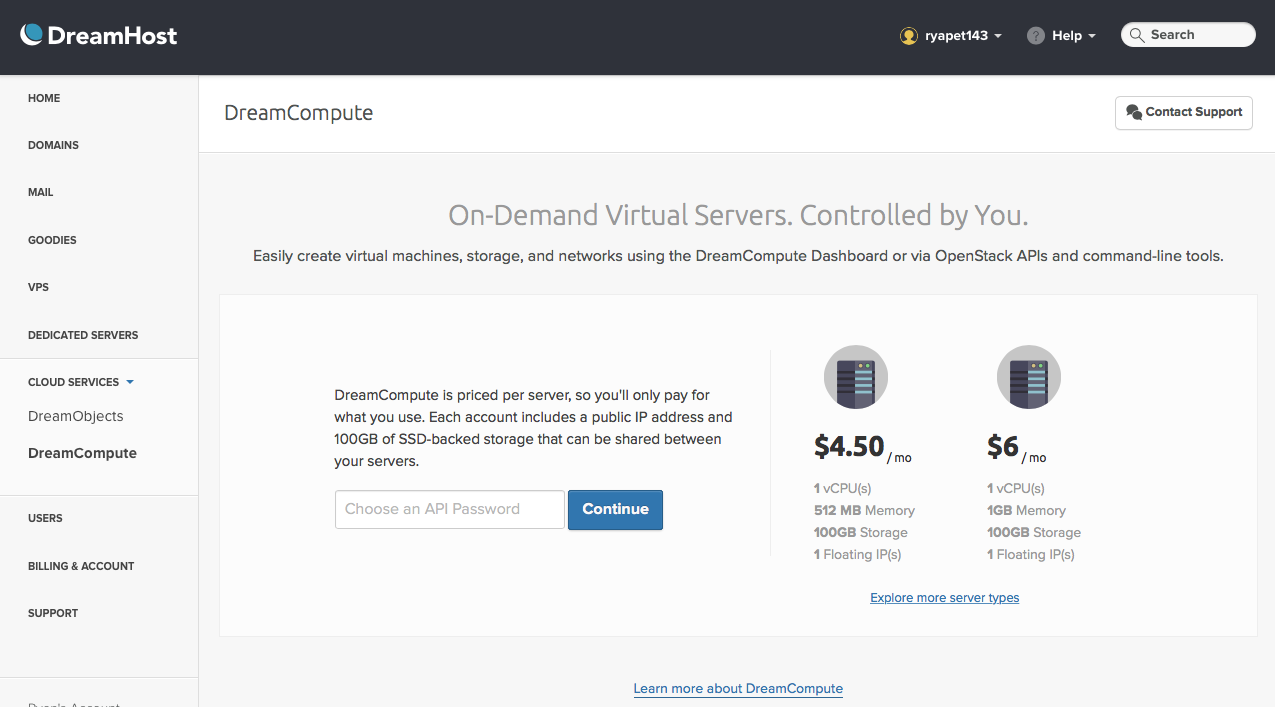 DreamHost
ryapet143
? Help
Search
HOME
DOMAINS
MAIL
GOODIES
VPS
DEDICATED SERVERS
CLOUD SERVICES
DreamObjects
DreamCompute
USERS
BILLING & ACCOUNT
SUPPORT
Ryan's Account
DreamCompute
Contact Support
On-Demand Virtual Servers. Controlled by You.
Easily create virtual machines, storage, and networks using the DreamCompute Dashboard or via OpenStack APIs and command-line tools.
DreamCompute is priced per server, so you'll only pay for
what you use. Each account includes a public IP address and
100GB of SSD-backed storage that can be shared between
your servers.
Choose an API Password
Continue
$4.50 / mo
1 vCPU(s)
512 MB Memory
100GB Storage
1 Floating IP(s)
$6 / mo
1 vCPU(s)
1GB Memory
100GB Storage
1 Floating IP(s)
Explore more server types
Learn more about DreamCompute